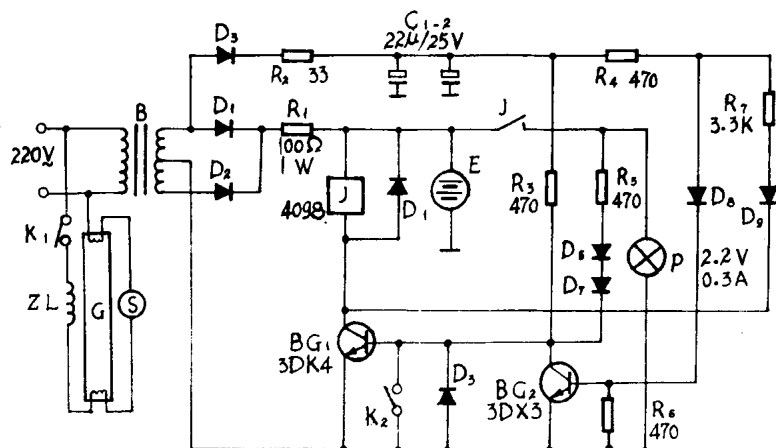 C₁₋₂
22μ/25V
D₃
R₂ 33
R₄ 470
B
D₁
R₁
100Ω
1W
J
R₇
3.3K
220V
D₂
E
J
4098
D₁
R₃
470
R₅
470
D₈
D₉
K₁
D₆
D₇
P
2.2V
0.3A
ZL
G
S
BG₁
3DK4
K₂
D₃
BG₂
3DX3
R₆
470